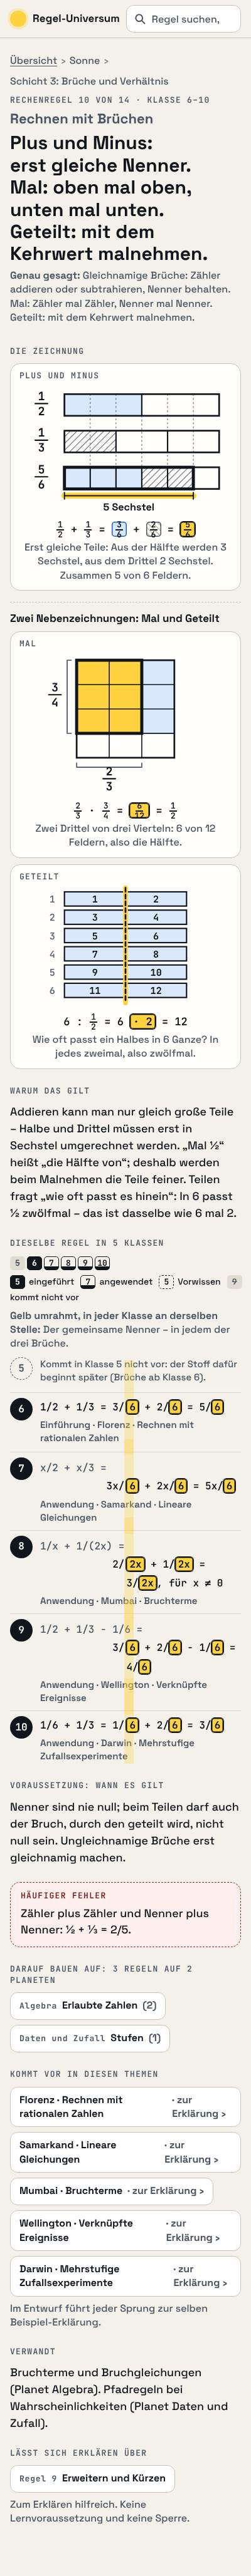 Regel-Universum
Regel suchen,
Übersicht › Sonne ›
Schicht 3: Brüche und Verhältnis
RECHENREGEL 10 VON 14 · KLASSE 6–10
Rechnen mit Brüchen
Plus und Minus:
erst gleiche Nenner.
Mal: oben mal oben,
unten mal unten.
Geteilt: mit dem
Kehrwert malnehmen.
Genau gesagt: Gleichnamige Brüche: Zähler
addieren oder subtrahieren, Nenner behalten.
Mal: Zähler mal Zähler, Nenner mal Nenner.
Geteilt: mit dem Kehrwert malnehmen.
DIE ZEICHNUNG
PLUS UND MINUS
1/2
1/3
5/6
5 Sechstel
1/2 + 1/3 = 3/6 + 2/6 = 5/6
Erst gleiche Teile: Aus der Hälfte werden 3
Sechstel, aus dem Drittel 2 Sechstel.
Zusammen 5 von 6 Feldern.
Zwei Nebenzeichnungen: Mal und Geteilt
MAL
3/4
2/3
2/3 · 3/4 = 6/12 = 1/2
Zwei Drittel von drei Vierteln: 6 von 12
Feldern, also die Hälfte.
GETEILT
1 1 2
2 3 4
3 5 6
4 7 8
5 9 10
6 11 12
6 : 1/2 = 6 · 2 = 12
Wie oft passt ein Halbes in 6 Ganze? In
jedes zweimal, also zwölfmal.
WARUM DAS GILT
Addieren kann man nur gleich große Teile
– Halbe und Drittel müssen erst in
Sechstel umgerechnet werden. „Mal ½“
heißt „die Hälfte von“; deshalb werden
beim Malnehmen die Teile feiner. Teilen
fragt „wie oft passt es hinein“: In 6 passt
½ zwölfmal – das ist dasselbe wie 6 mal 2.
DIESELBE REGEL IN 5 KLASSEN
5 6 7 8 9 10
5 eingeführt 7 angewendet 5 Vorwissen 9
kommt nicht vor
Gelb umrahmt, in jeder Klasse an derselben
Stelle: Der gemeinsame Nenner – in jedem der
drei Brüche.
5 Kommt in Klasse 5 nicht vor: der Stoff dafür
beginnt später (Brüche ab Klasse 6).
6 1/2 + 1/3 = 3/6 + 2/6 = 5/6
Einführung · Florenz · Rechnen mit
rationalen Zahlen
7 x/2 + x/3 =
3x/6 + 2x/6 = 5x/6
Anwendung · Samarkand · Lineare
Gleichungen
8 1/x + 1/(2x) =
2/2x + 1/2x =
3/2x, für x ≠ 0
Anwendung · Mumbai · Bruchterme
9 1/2 + 1/3 - 1/6 =
3/6 + 2/6 - 1/6 =
4/6
Anwendung · Wellington · Verknüpfte
Ereignisse
10 1/6 + 1/3 = 1/6 + 2/6 = 3/6
Anwendung · Darwin · Mehrstufige
Zufallsexperimente
VORAUSSETZUNG: WANN ES GILT
Nenner sind nie null; beim Teilen darf auch
der Bruch, durch den geteilt wird, nicht
null sein. Ungleichnamige Brüche erst
gleichnamig machen.
HÄUFIGER FEHLER
Zähler plus Zähler und Nenner plus
Nenner: ½ + ⅓ = 2/5.
DARAUF BAUEN AUF: 3 REGELN AUF 2
PLANETEN
Algebra Erlaubte Zahlen (2)
Daten und Zufall Stufen (1)
KOMMT VOR IN DIESEN THEMEN
Florenz · Rechnen mit rationalen Zahlen · zur Erklärung ›
Samarkand · Lineare Gleichungen · zur Erklärung ›
Mumbai · Bruchterme · zur Erklärung ›
Wellington · Verknüpfte Ereignisse · zur Erklärung ›
Darwin · Mehrstufige Zufallsexperimente · zur Erklärung ›
Im Entwurf führt jeder Sprung zur selben
Beispiel-Erklärung.
VERWANDT
Bruchterme und Bruchgleichungen
(Planet Algebra). Pfadregeln bei
Wahrscheinlichkeiten (Planet Daten und
Zufall).
LÄSST SICH ERKLÄREN ÜBER
Regel 9 Erweitern und Kürzen
Zum Erklären hilfreich. Keine
Lernvoraussetzung und keine Sperre.